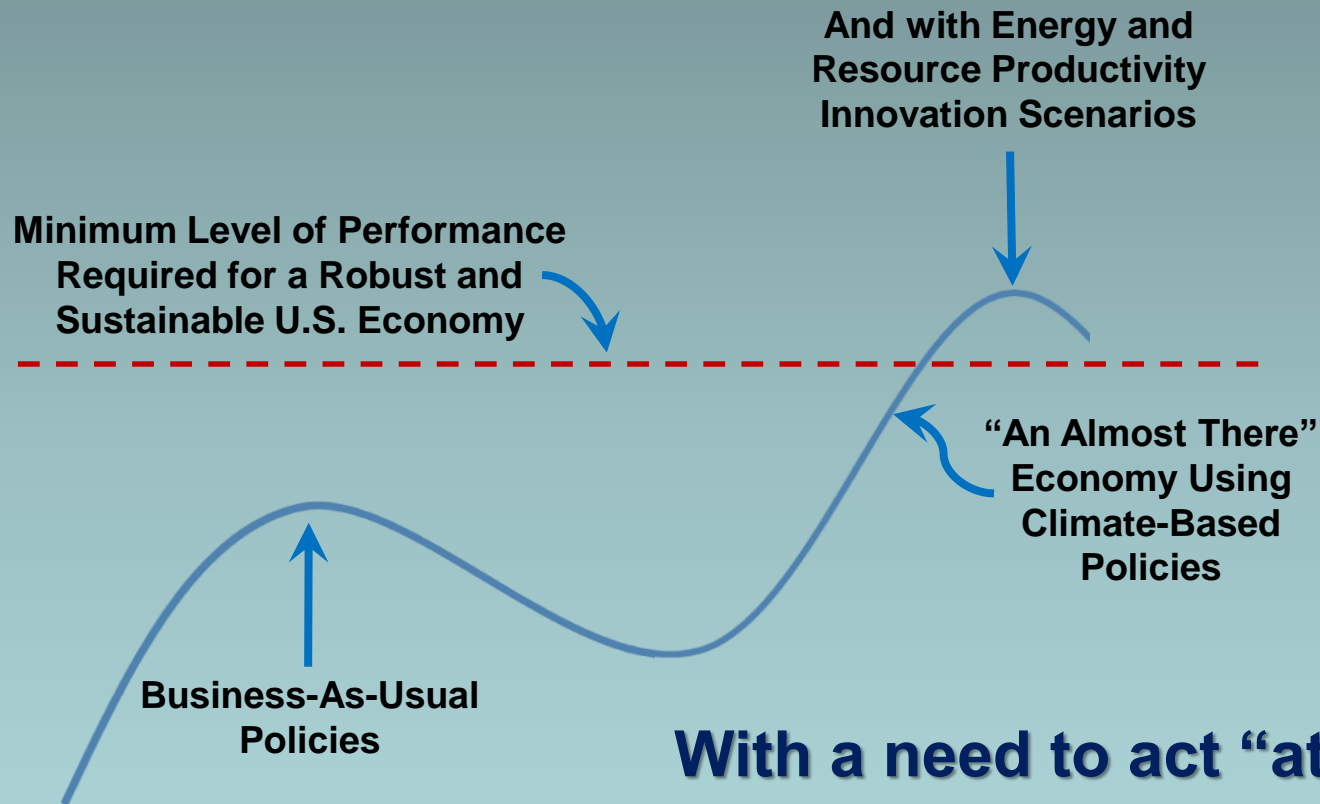 And with Energy and
Resource Productivity
Innovation Scenarios
Minimum Level of Performance
Required for a Robust and
Sustainable U.S. Economy
“An Almost There”
Economy Using
Climate-Based
Policies
Business-As-Usual
Policies
With a need to act “at